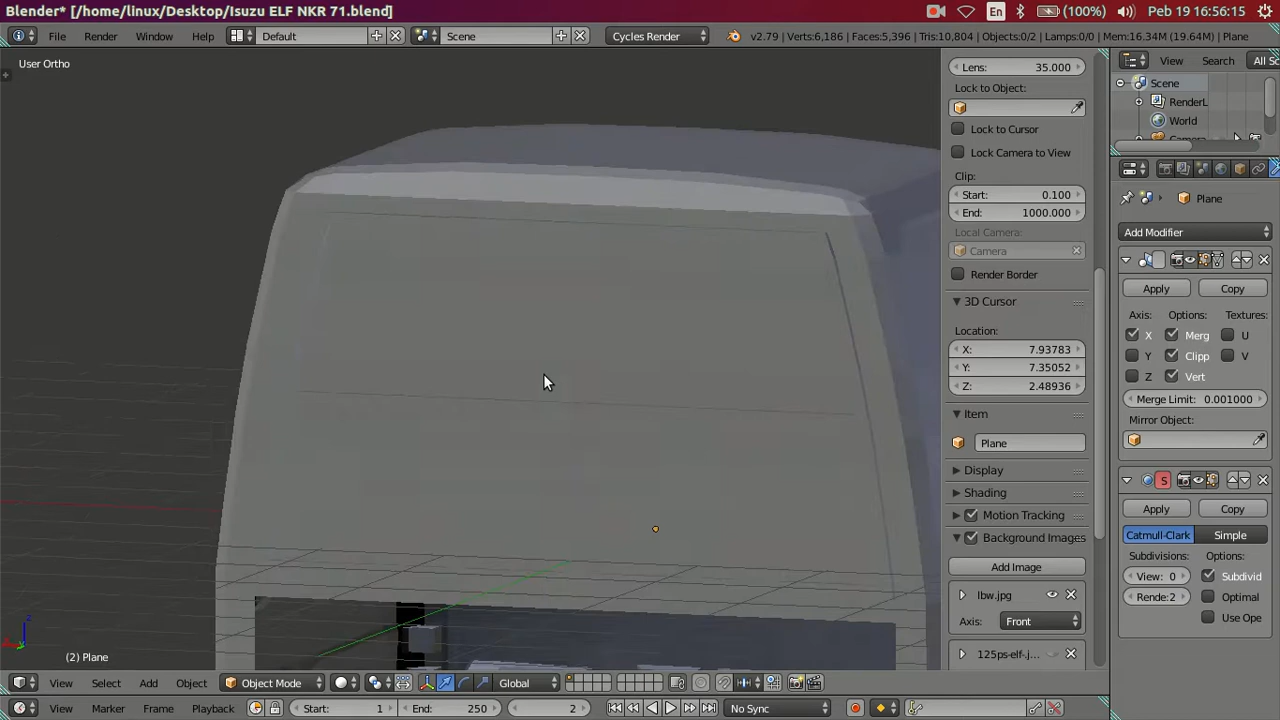 Blender* [/home/linux/Desktop/Isuzu ELF NKR 71.blend]
En (100%) Peb 19 16:56:15
File Render Window Help Default Scene Cycles Render v2.79 | Verts:6,186 | Faces:5,396 | Tris:10,804 | Objects:0/2 | Lamps:0/0 | Mem:16.34M (19.64M) | Plane
User Ortho
Lens: 35.000
Lock to Object:
Lock to Cursor
Lock Camera to View
Clip:
Start: 0.100
End: 1000.000
Local Camera:
Camera
Render Border
3D Cursor
Location:
X: 7.93783
Y: 7.35052
Z: 2.48936
Item
Plane
Display
Shading
Motion Tracking
Background Images
Add Image
lbw.jpg
Axis: Front
125ps-elf-.j...
View Search All Sc
Scene
RenderL
World
Camera
Plane
Add Modifier
Apply Copy
Axis: Options: Textures:
X Merg U
Y Clipp V
Z Vert
Merge Limit: 0.001000
Mirror Object:
S
Apply Copy
Catmull-Clark Simple
Subdivisions: Options:
View: 0 Subdivid
Rende:2 Optimal
Use Ope
(2) Plane
View Select Add Object Object Mode Global
View Marker Frame Playback Start: 1 End: 250 2 No Sync